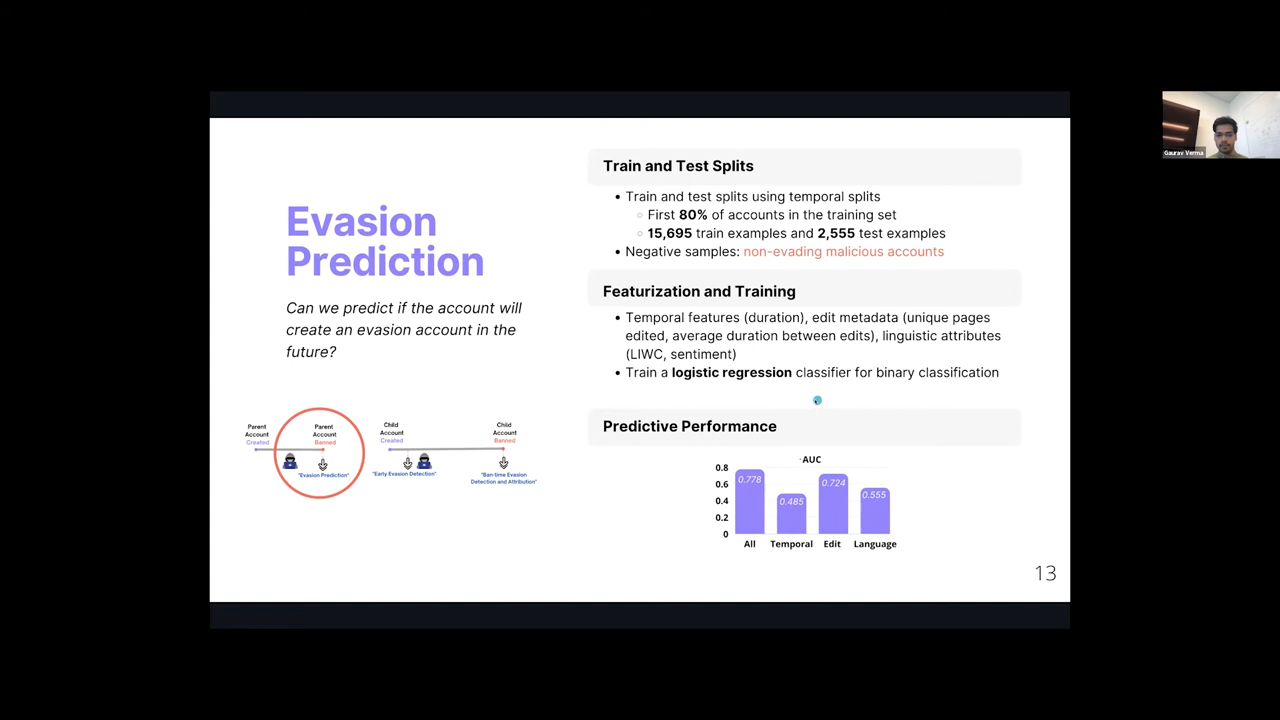 Gaurav Verma
Evasion
Prediction
Can we predict if the account will
create an evasion account in the
future?
Parent
Account
Created
Parent
Account
Banned
"Evasion Prediction"
Child
Account
Created
Child
Account
Banned
"Early Evasion Detection"
"Ban-time Evasion
Detection and Attribution"
Train and Test Splits
• Train and test splits using temporal splits
○ First 80% of accounts in the training set
○ 15,695 train examples and 2,555 test examples
• Negative samples: non-evading malicious accounts
Featurization and Training
• Temporal features (duration), edit metadata (unique pages
edited, average duration between edits), linguistic attributes
(LIWC, sentiment)
• Train a logistic regression classifier for binary classification
Predictive Performance
AUC
0.8
0.6
0.4
0.2
0
0.778
0.485
0.724
0.555
All Temporal Edit Language
13